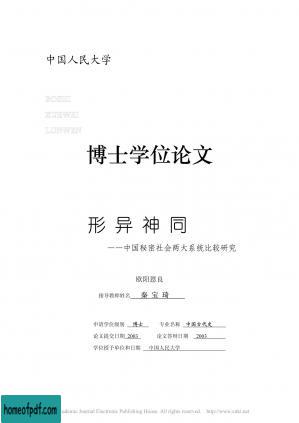 中国人民大学
BOSHI
XUEWEI
LUNWEN
博士学位论文
形异神同
——中国秘密社会两大系统比较研究
欧阳恩良
指导教师姓名 秦宝琦
申请学位级别 博士 专业名称 中国古代史
论文提交日期 2003 论文答辩日期 2003
学位授予单位和日期 中国人民大学
homeofpdf.com
Academic Journal Electronic Publishing House. All rights reserved. http://www.cnki.net